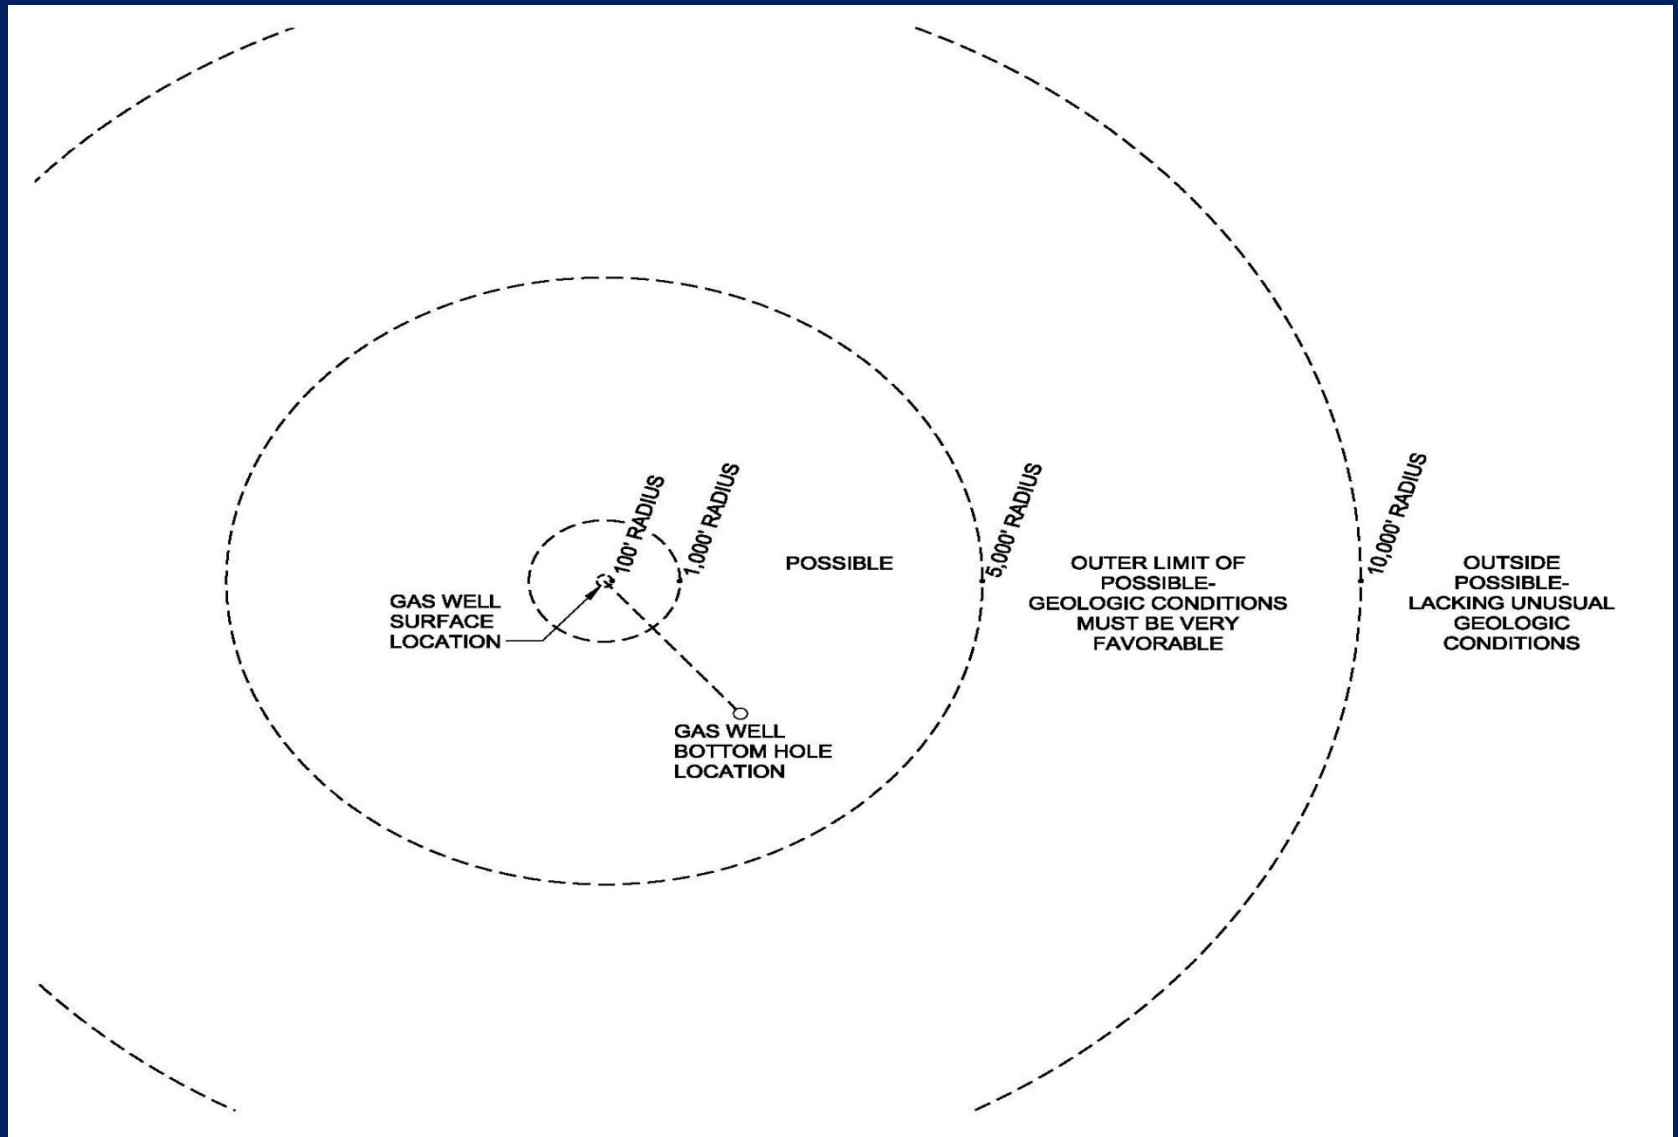 100' RADIUS
1,000' RADIUS
5,000' RADIUS
10,000' RADIUS
POSSIBLE
OUTER LIMIT OF
POSSIBLE-
GEOLOGIC CONDITIONS
MUST BE VERY
FAVORABLE
OUTSIDE
POSSIBLE-
LACKING UNUSUAL
GEOLOGIC
CONDITIONS
GAS WELL
SURFACE
LOCATION
GAS WELL
BOTTOM HOLE
LOCATION